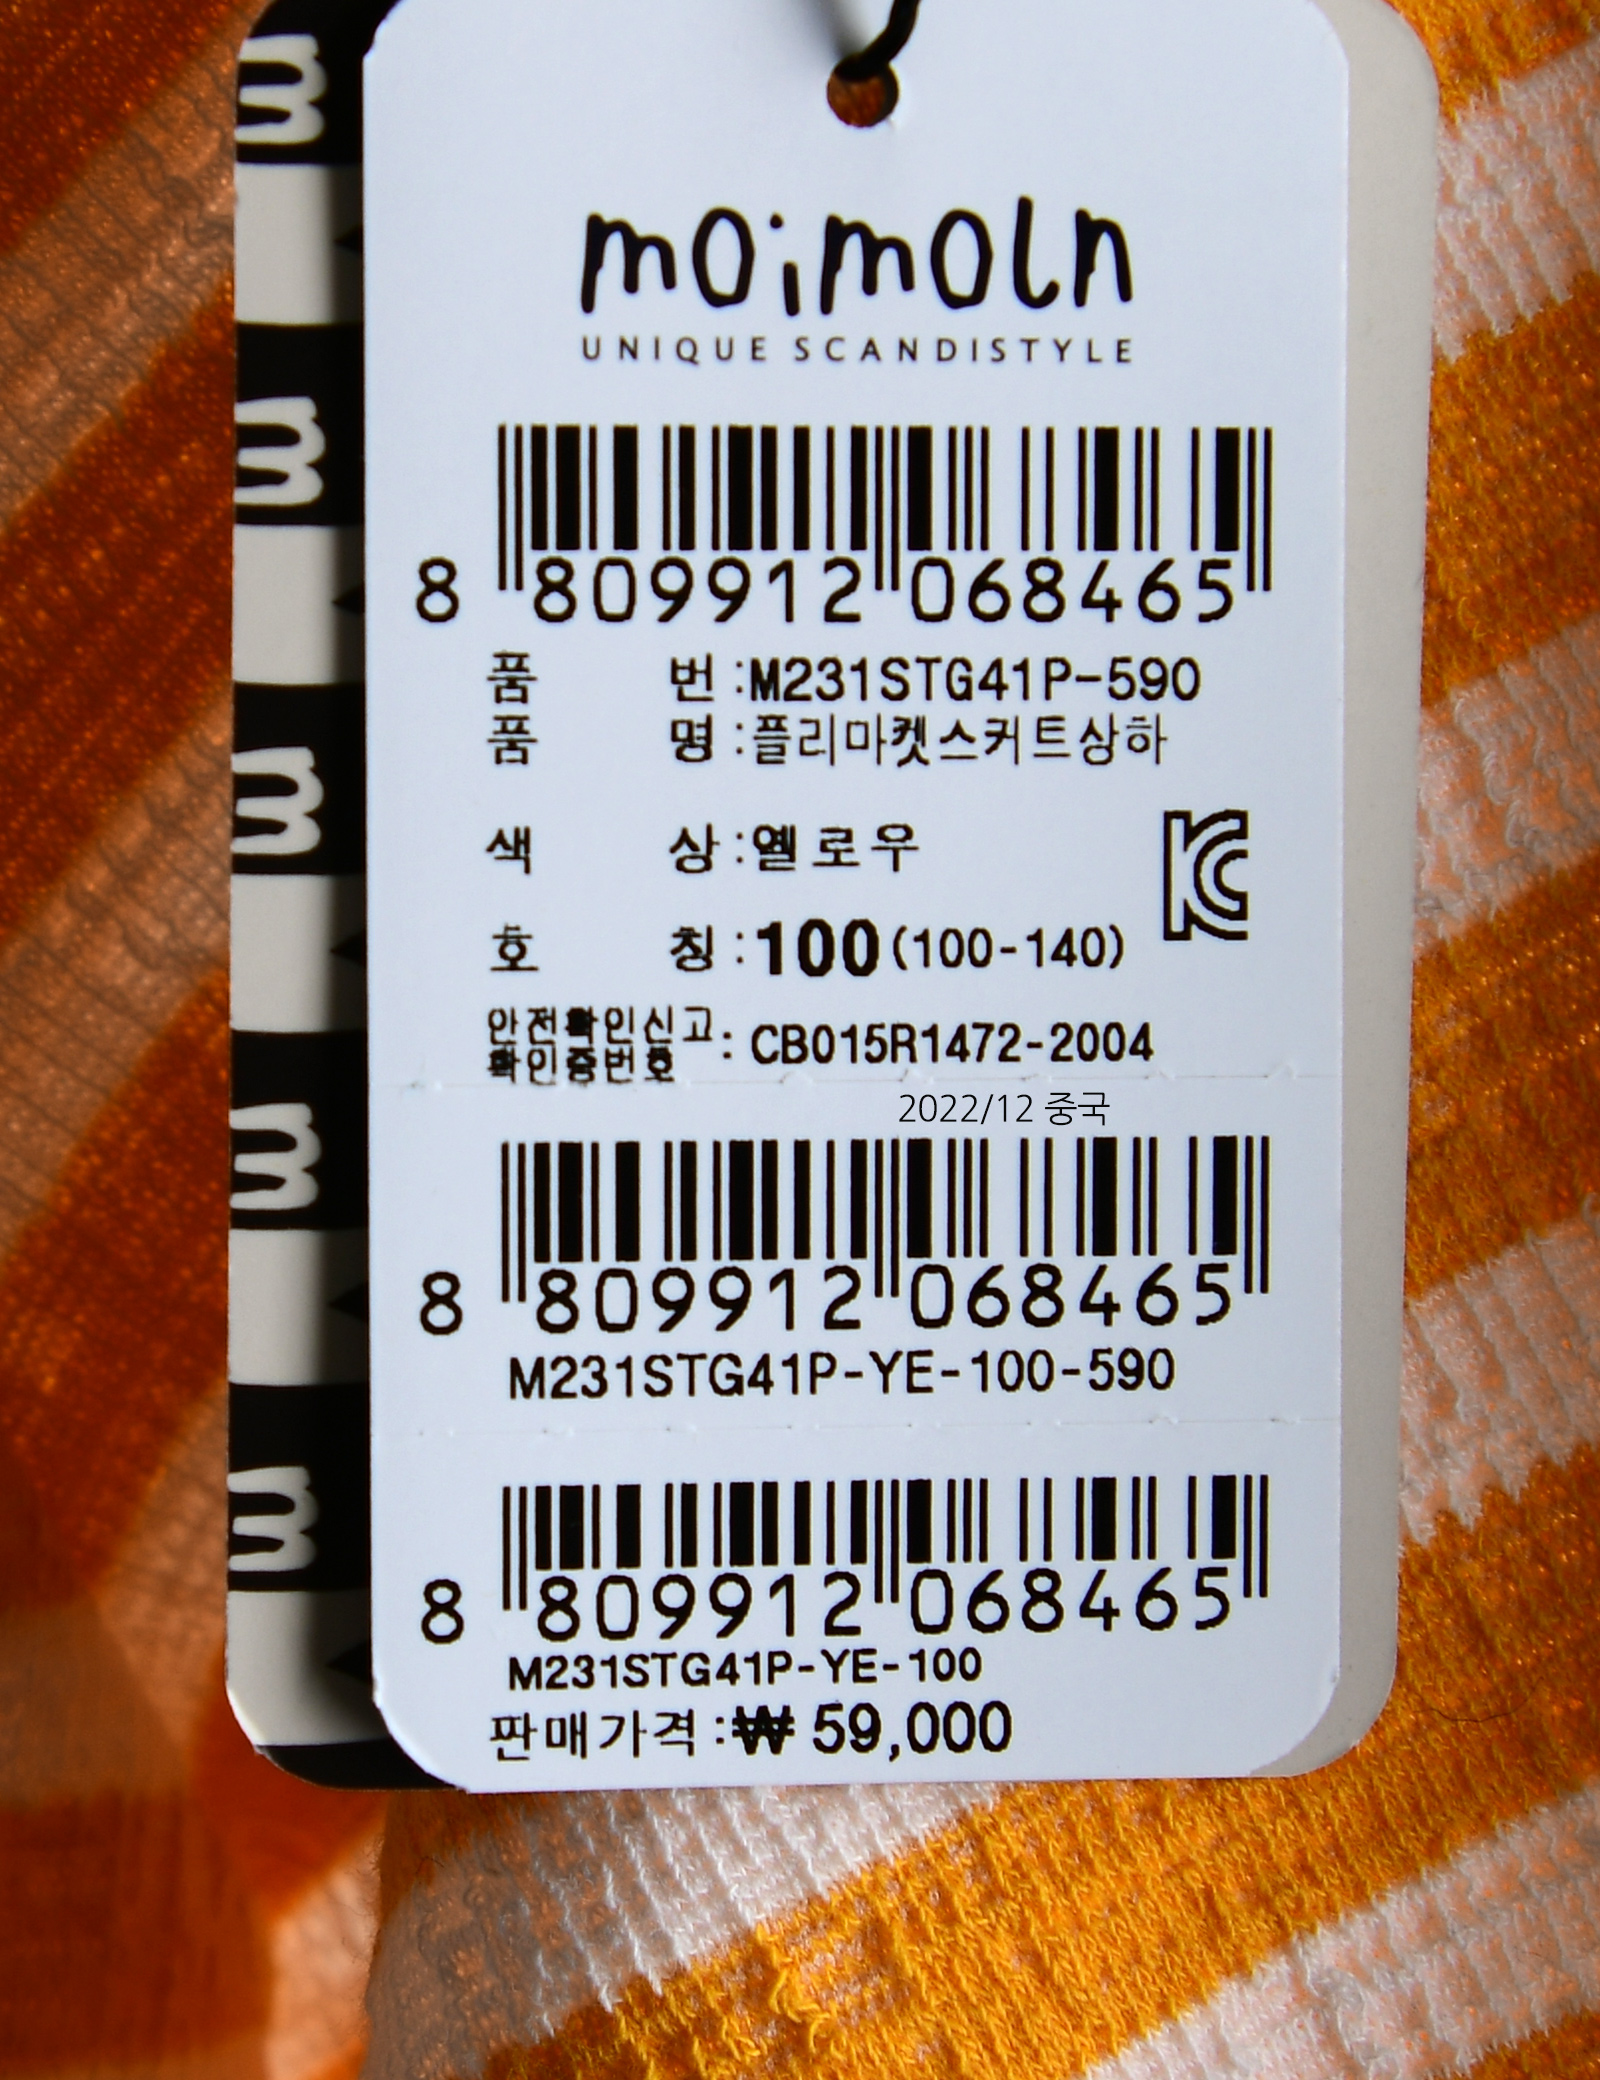 moimoln
UNIQUE SCANDISTYLE
8 809912 068465
품 번 : M231STG41P-590
품 명 : 플리마켓스커트상하
색 상 : 옐로우
호 칭 : 100 (100-140)
안전확인신고
확인증번호 : CB015R1472-2004
2022/12 중국
8 809912 068465
M231STG41P-YE-100-590
8 809912 068465
M231STG41P-YE-100
판매가격 : ₩ 59,000
m
m
m
m
m
KC